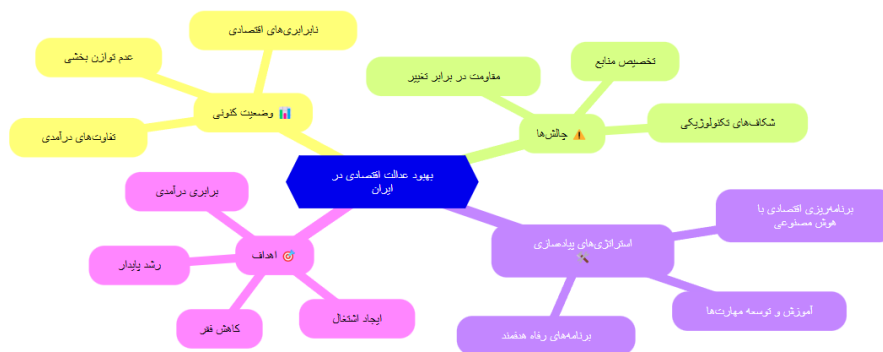 بهبود عدالت اقتصادی در
ایران
وضعیت کنونی 📊
نابرابری‌های اقتصادی
عدم توازن بخشی
تفاوت‌های درآمدی
چالش‌ها ⚠️
مقاومت در برابر تغییر
تخصیص منابع
شکاف‌های تکنولوژیکی
اهداف 🎯
برابری درآمدی
رشد پایدار
کاهش فقر
ایجاد اشتغال
استراتژی‌های پیاده‌سازی
🛠️
برنامه‌ریزی اقتصادی با
هوش مصنوعی
آموزش و توسعه مهارت‌ها
برنامه‌های رفاه هدفمند